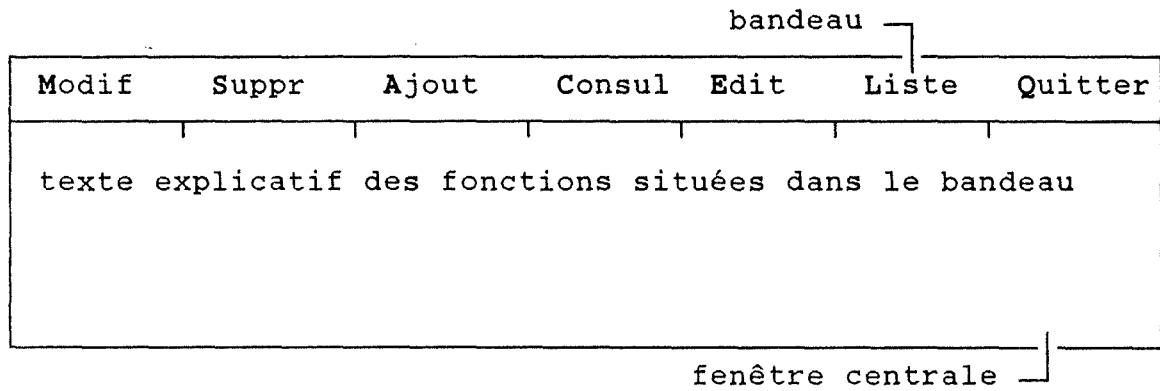 bandeau
Modif Suppr Ajout Consul Edit Liste Quitter
texte explicatif des fonctions situées dans le bandeau
fenêtre centrale